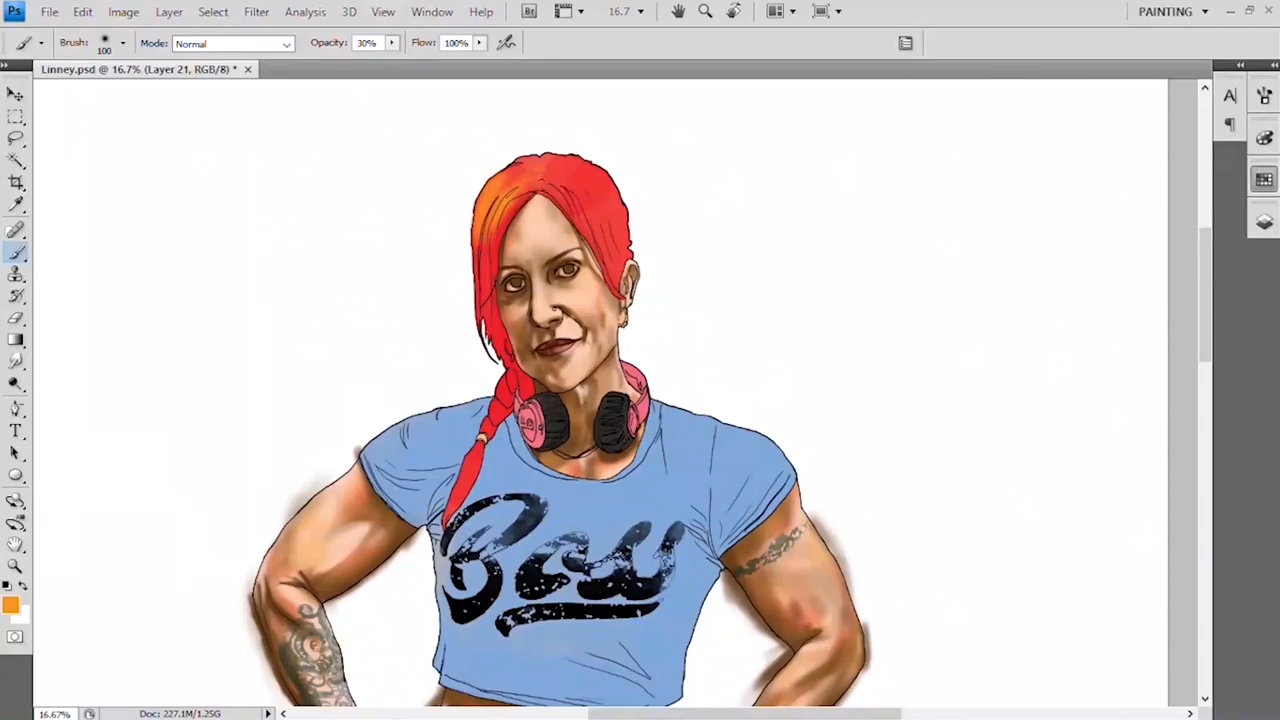 Ps File Edit Image Layer Select Filter Analysis 3D View Window Help Br 16.7 PAINTING
Brush: 100 Mode: Normal Opacity: 30% Flow: 100%
Linney.psd @ 16.7% (Layer 21, RGB/8) *
Boss
16.67% Doc: 227.1M/1.25G